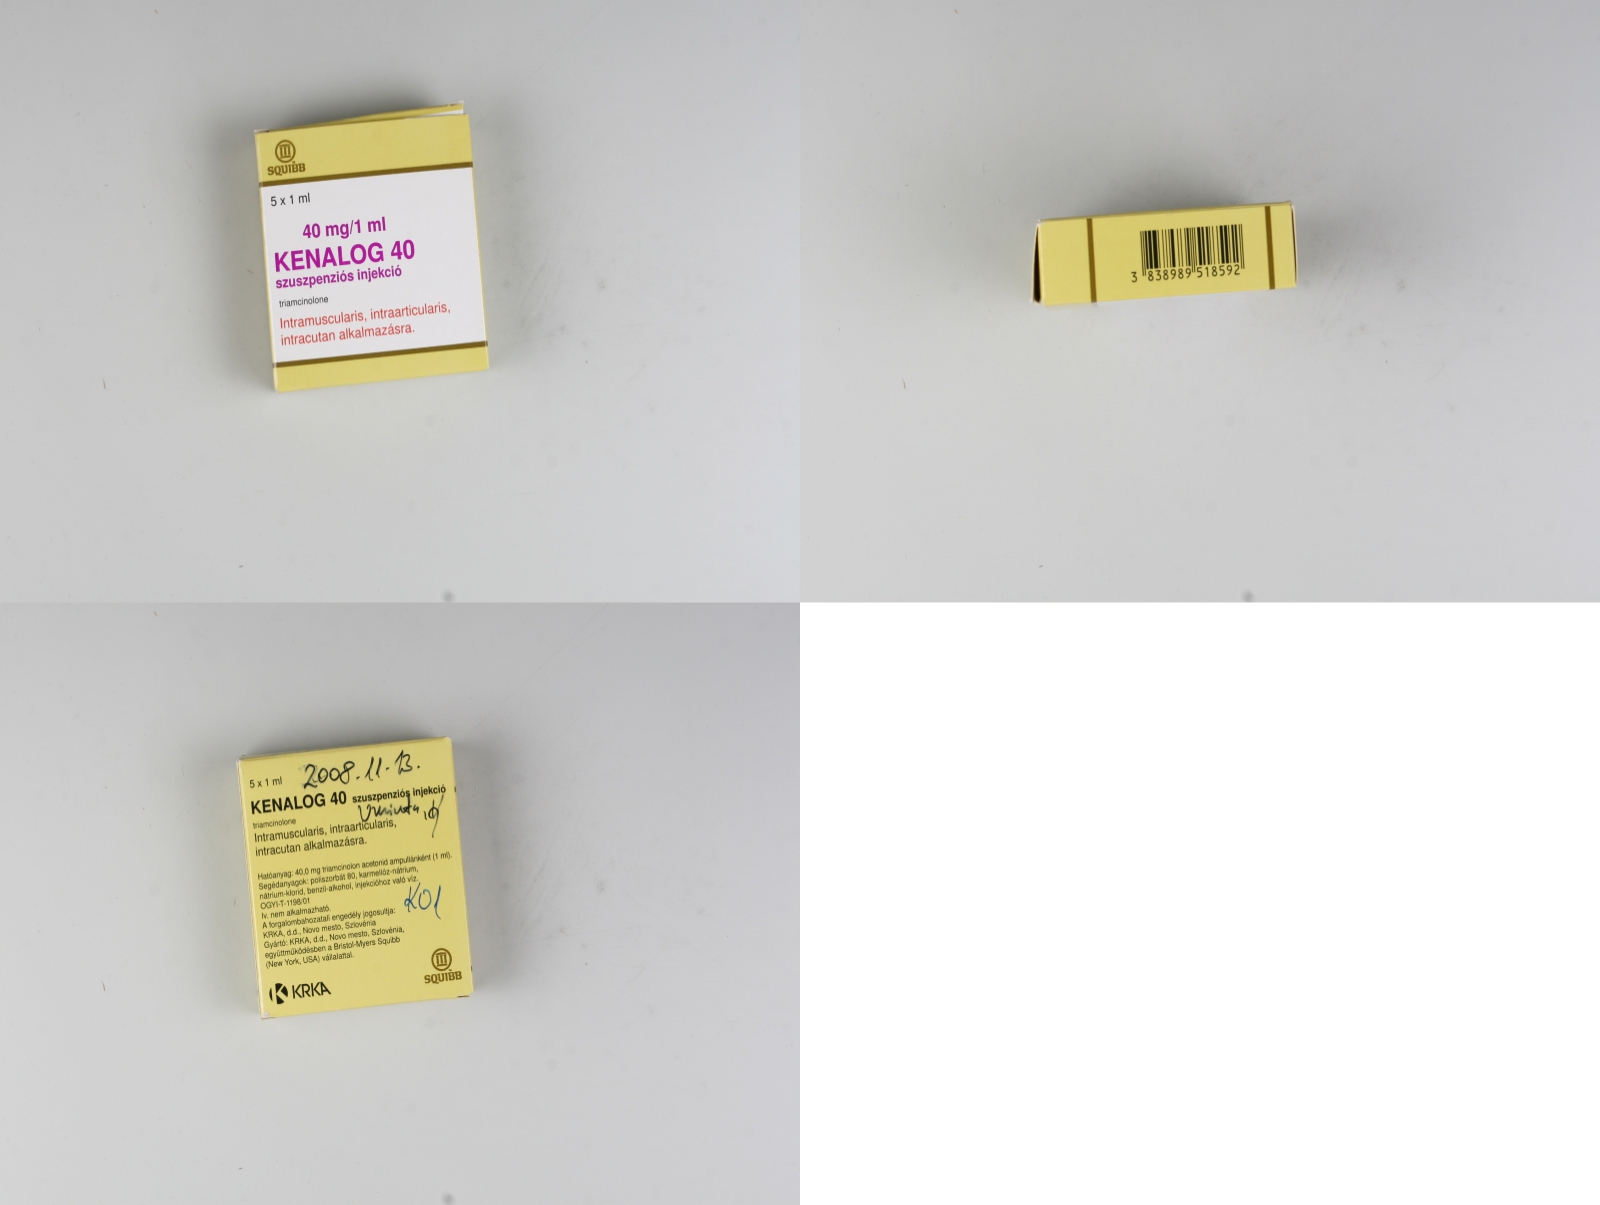 SQUIBB
5 x 1 ml
40 mg/1 ml
KENALOG 40
szuszpenziós injekció
triamcinolone
Intramuscularis, intraarticularis,
intracutan alkalmazásra.
3 838989 518592
2008.11.13.
5 x 1 ml
KENALOG 40 szuszpenziós injekció
triamcinolone
Intramuscularis, intraarticularis,
intracutan alkalmazásra.
Hatóanyag: 40,0 mg triamcinolon acetonid ampullánként (1 ml).
Segédanyagok: poliszorbát 80, karmellóz-nátrium,
nátrium-klorid, benzil-alkohol, injekcióhoz való víz.
OGYI-T-1198/01
Iv. nem alkalmazható.
K01
A forgalombahozatali engedély jogosultja:
KRKA, d.d., Novo mesto, Szlovénia
Gyártó: KRKA, d.d., Novo mesto, Szlovénia,
együttműködésben a Bristol-Myers Squibb
(New York, USA) vállalattal.
SQUIBB
KRKA